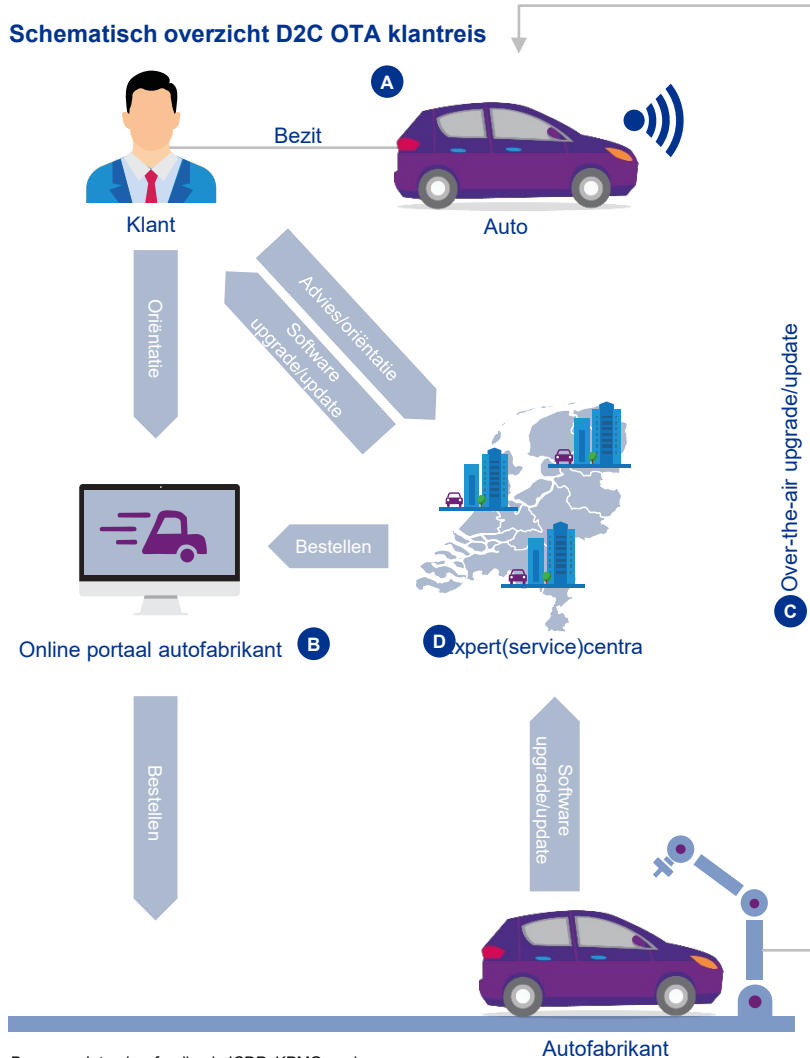 Schematisch overzicht D2C OTA klantreis
A
Bezit
Klant
Auto
Oriëntatie
Advies/oriëntatie
Software
upgrade/update
Over-the-air upgrade/update
C
Bestellen
Online portaal autofabrikant
B
D
xpert(service)centra
Bestellen
Software
upgrade/update
Autofabrikant